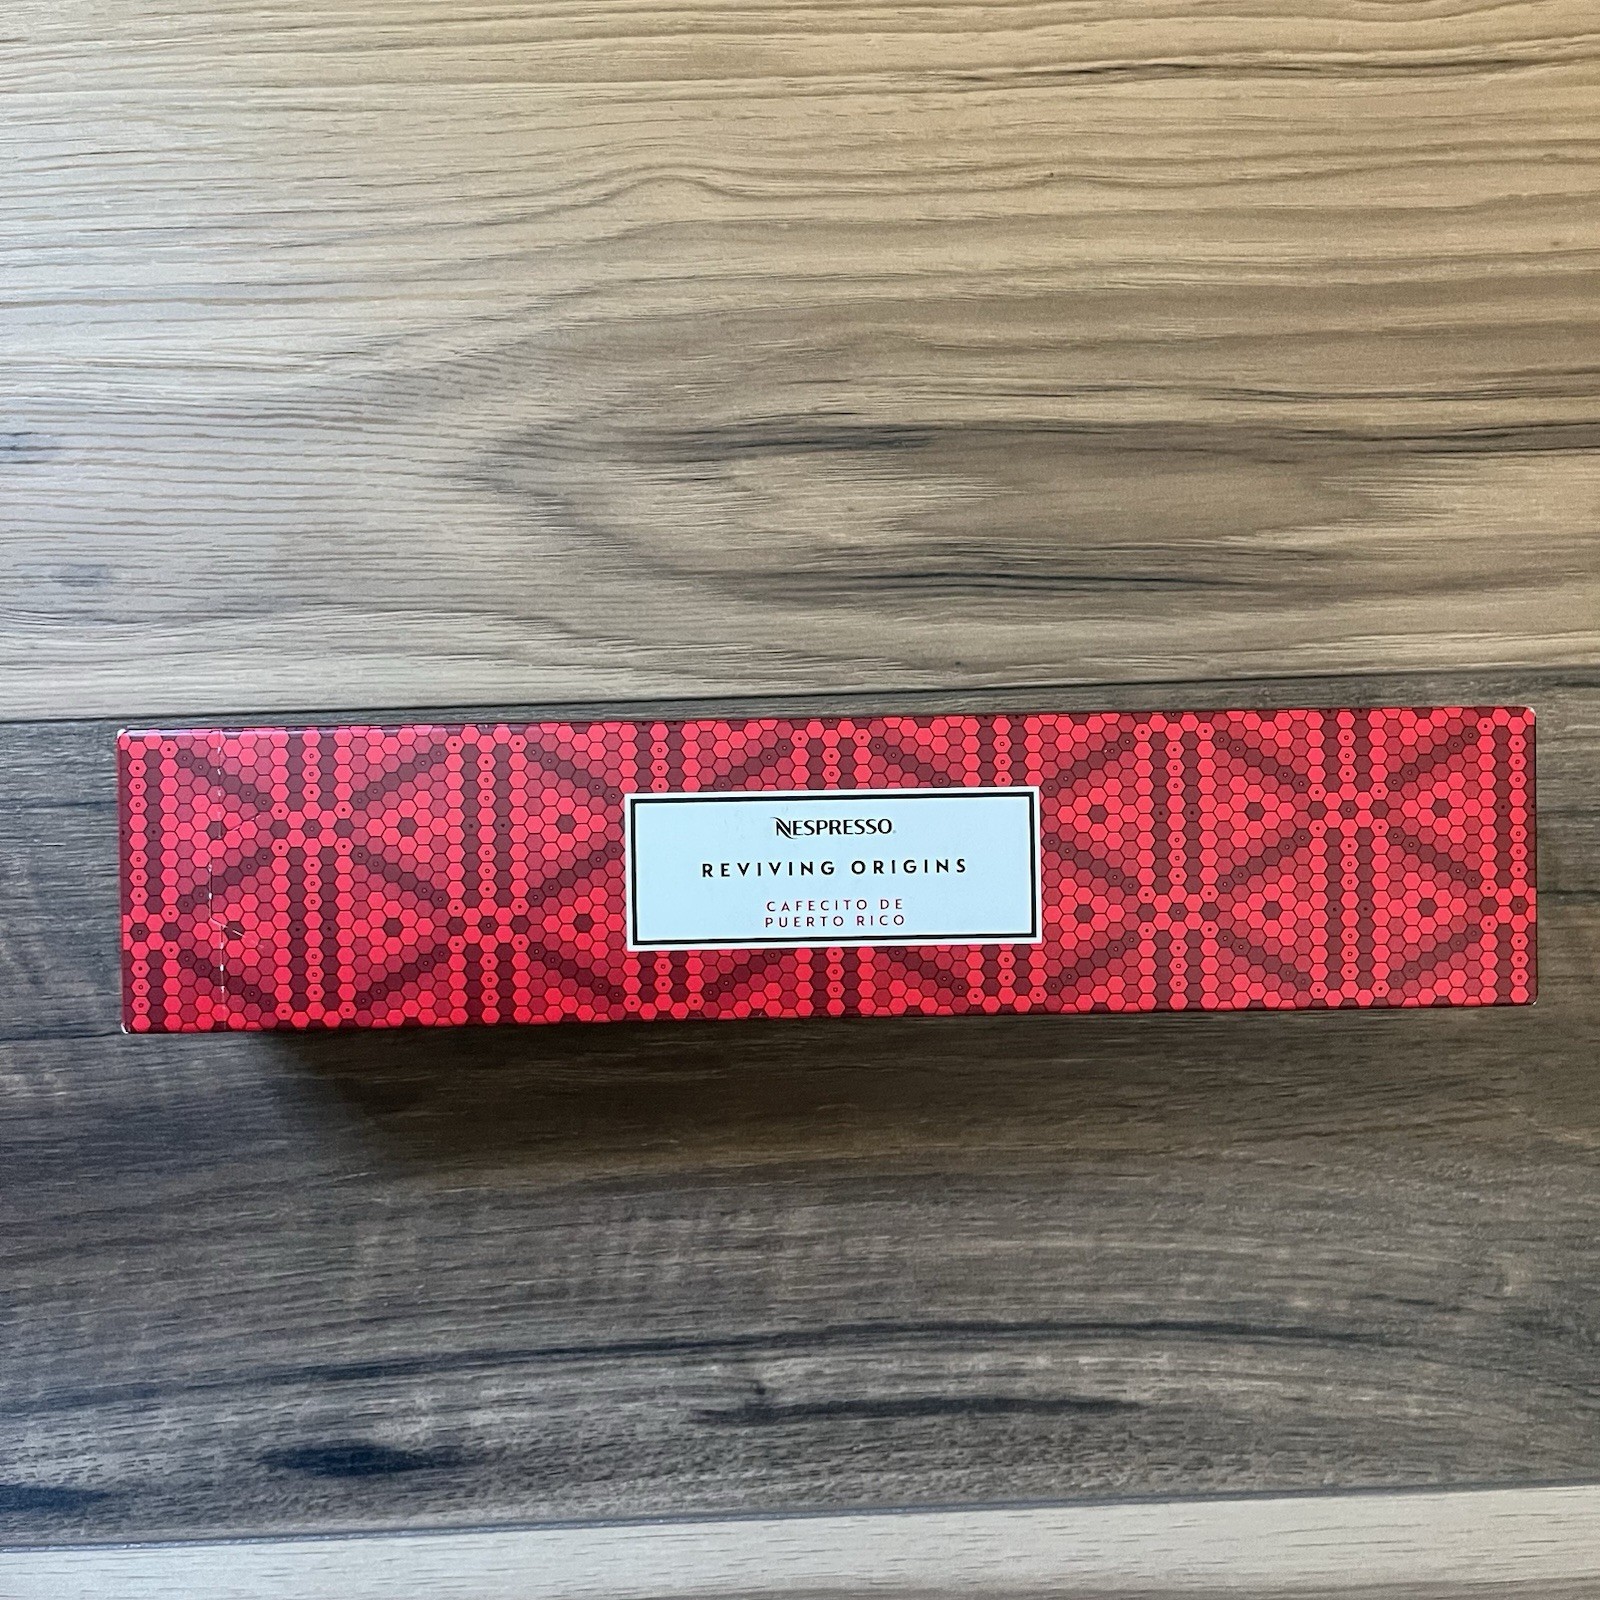 NESPRESSO
REVIVING ORIGINS
CAFECITO DE
PUERTO RICO